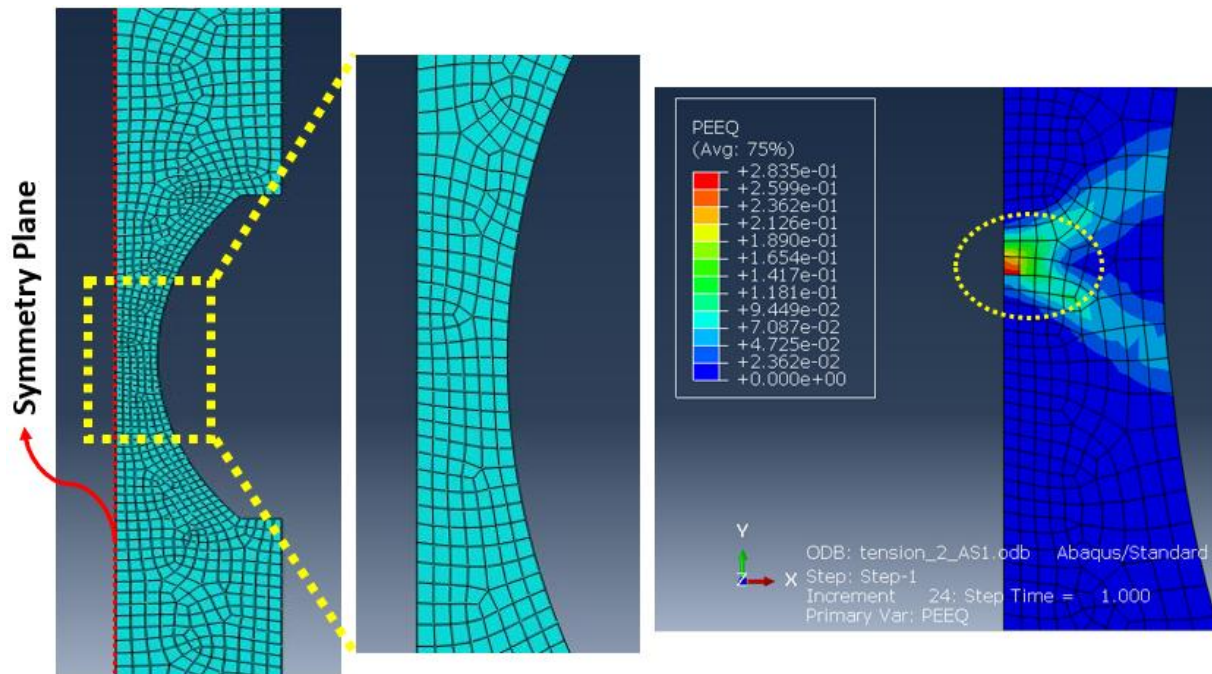 Symmetry Plane
PEEQ
(Avg: 75%)
+2.835e-01
+2.599e-01
+2.362e-01
+2.126e-01
+1.890e-01
+1.654e-01
+1.417e-01
+1.181e-01
+9.449e-02
+7.087e-02
+4.725e-02
+2.362e-02
+0.000e+00
Y
Z X
ODB: tension_2_AS1.odb Abaqus/Standard
Step: Step-1
Increment 24: Step Time = 1.000
Primary Var: PEEQ